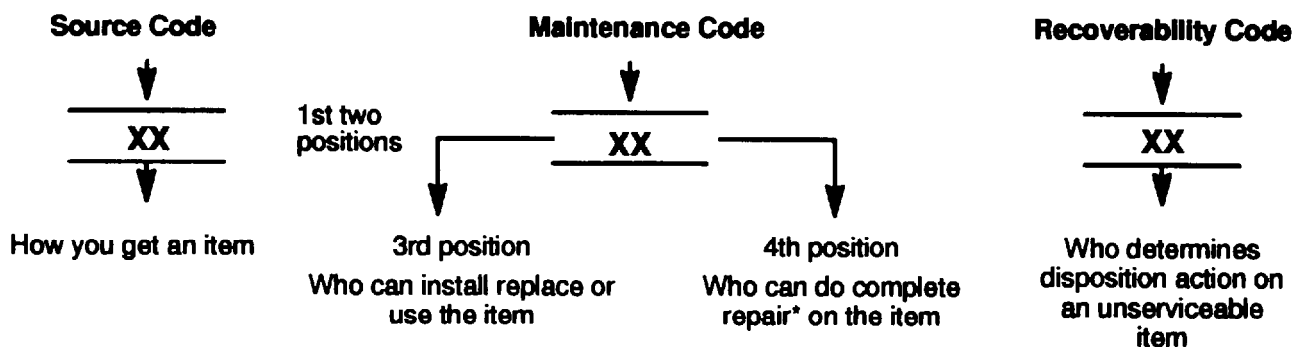 Source Code
XX
How you get an item
1st two
positions
Maintenance Code
XX
3rd position
Who can install replace or
use the item
4th position
Who can do complete
repair* on the item
Recoverability Code
XX
Who determines
disposition action on
an unserviceable
item